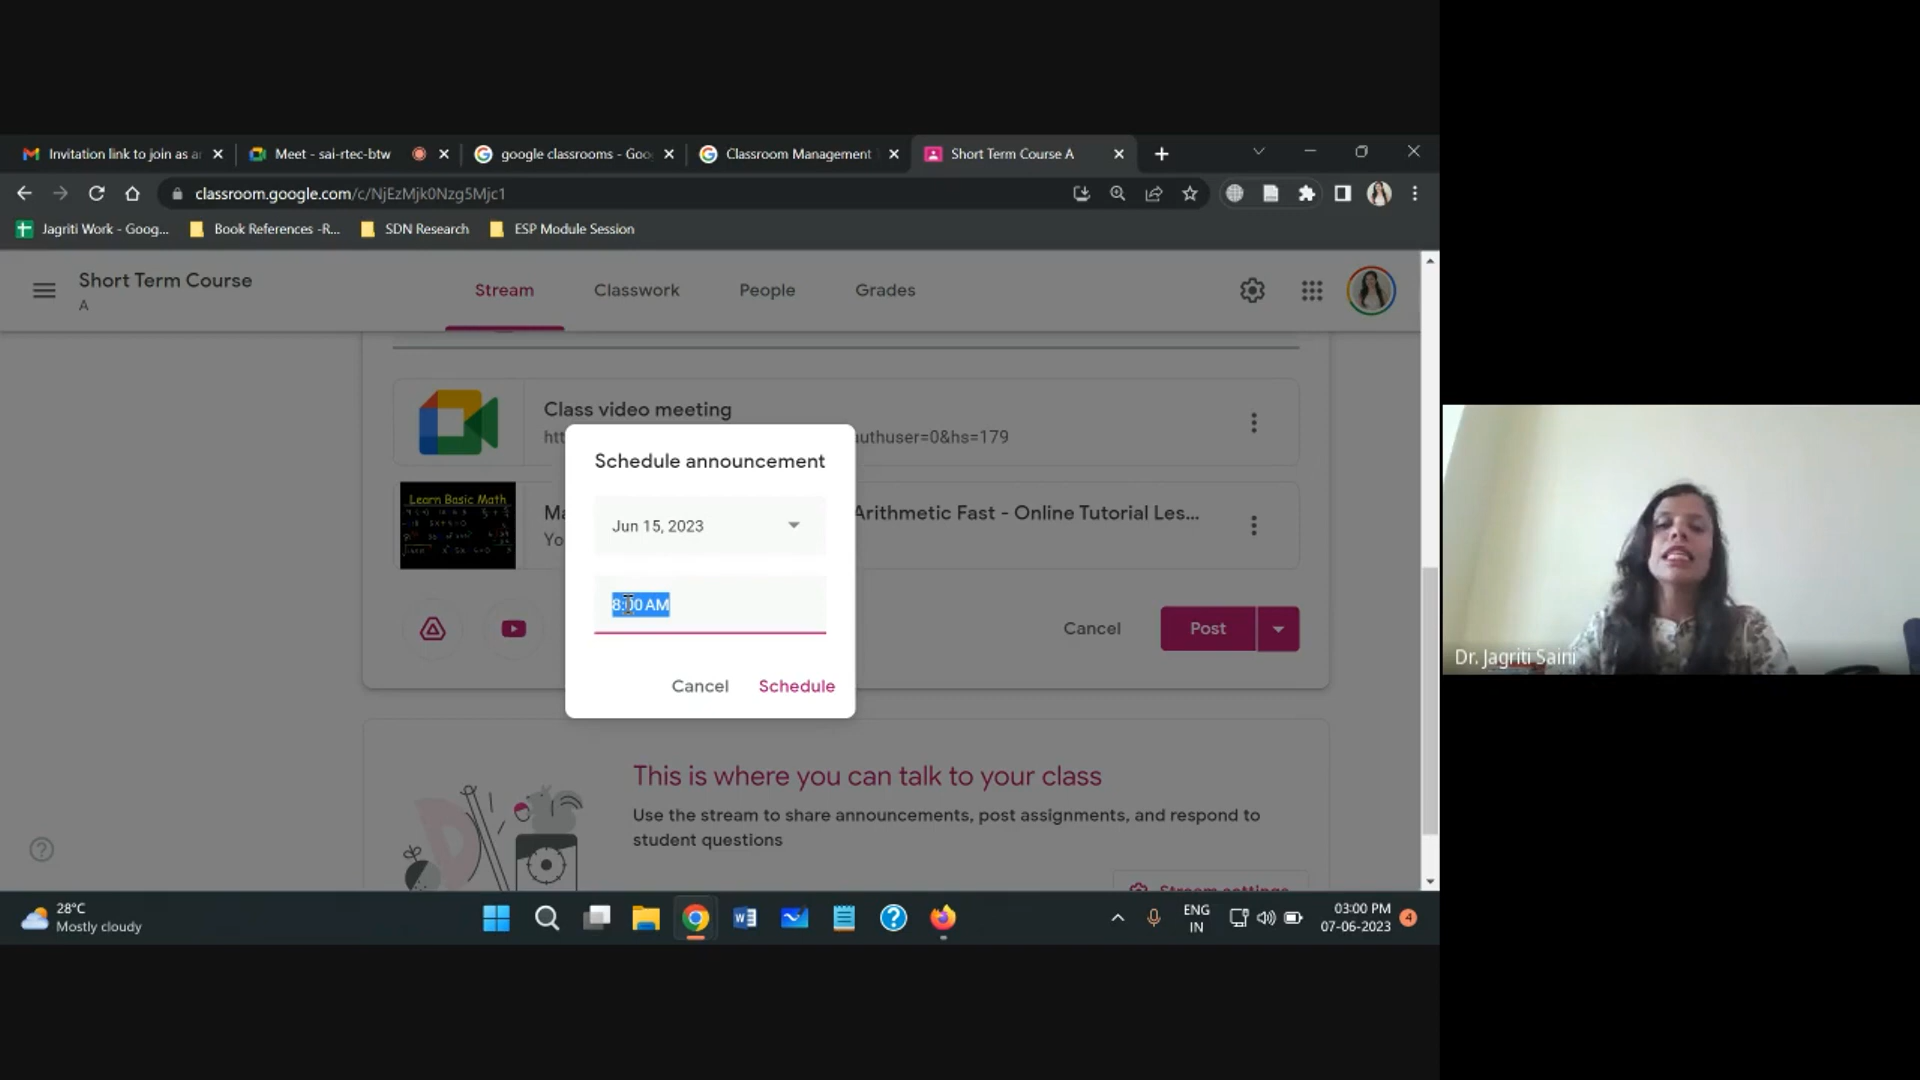 Invitation link to join as a
Meet - sai-rtec-btw
google classrooms - Goo
Classroom Management
Short Term Course A
classroom.google.com/c/NjEzMjk0Nzg5Mjc1
Jagriti Work - Goog...
Book References -R...
SDN Research
ESP Module Session
Short Term Course
A
Stream
Classwork
People
Grades
Class video meeting
htt
authuser=0&hs=179
Schedule announcement
Learn Basic Math
Ma
Arithmetic Fast - Online Tutorial Les...
Yo
Jun 15, 2023
8:00 AM
Cancel
Post
Cancel
Schedule
This is where you can talk to your class
Use the stream to share announcements, post assignments, and respond to
student questions
Stream settings
Dr. Jagriti Saini
28°C
Mostly cloudy
ENG
IN
03:00 PM
07-06-2023
4